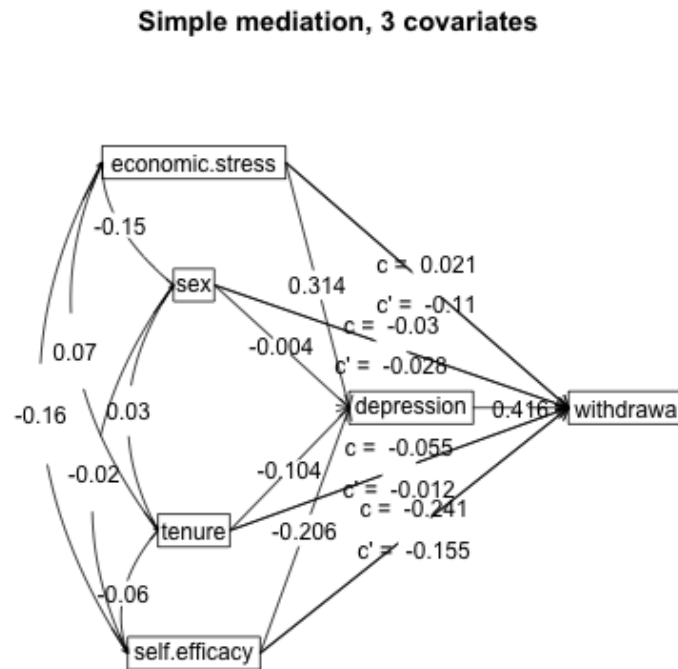 Simple mediation, 3 covariates
economic.stress
-0.15
c = 0.021
sex
0.314
c' = -0.11
c = -0.03
-0.004
0.07
c' = -0.028
-0.16
0.03
depression
0.416
withdrawa
c = -0.055
-0.02
-0.104
c' = -0.012
c = -0.241
tenure
-0.206
c' = -0.155
-0.06
self.efficacy